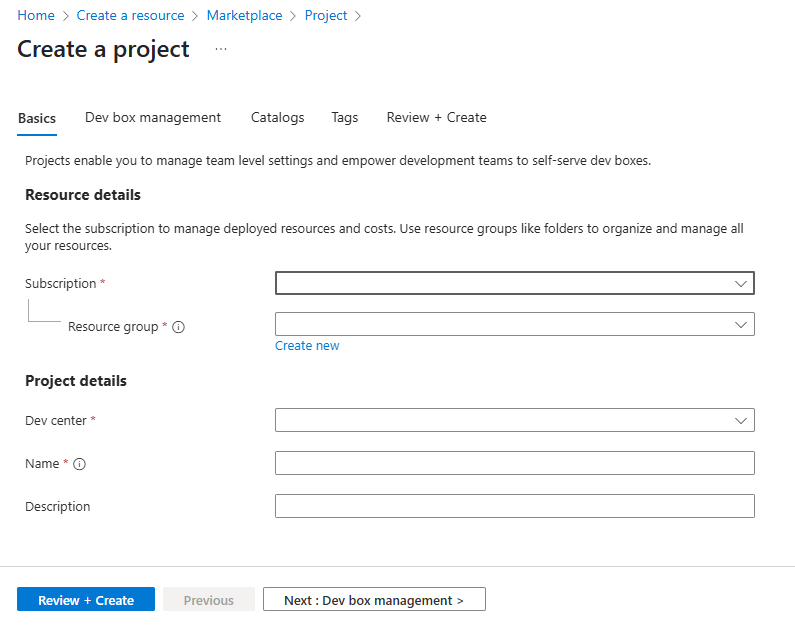 Home > Create a resource > Marketplace > Project >
Create a project ...
Basics Dev box management Catalogs Tags Review + Create
Projects enable you to manage team level settings and empower development teams to self-serve dev boxes.
Resource details
Select the subscription to manage deployed resources and costs. Use resource groups like folders to organize and manage all
your resources.
Subscription *
Resource group *
Create new
Project details
Dev center *
Name *
Description
Review + Create Previous Next : Dev box management >